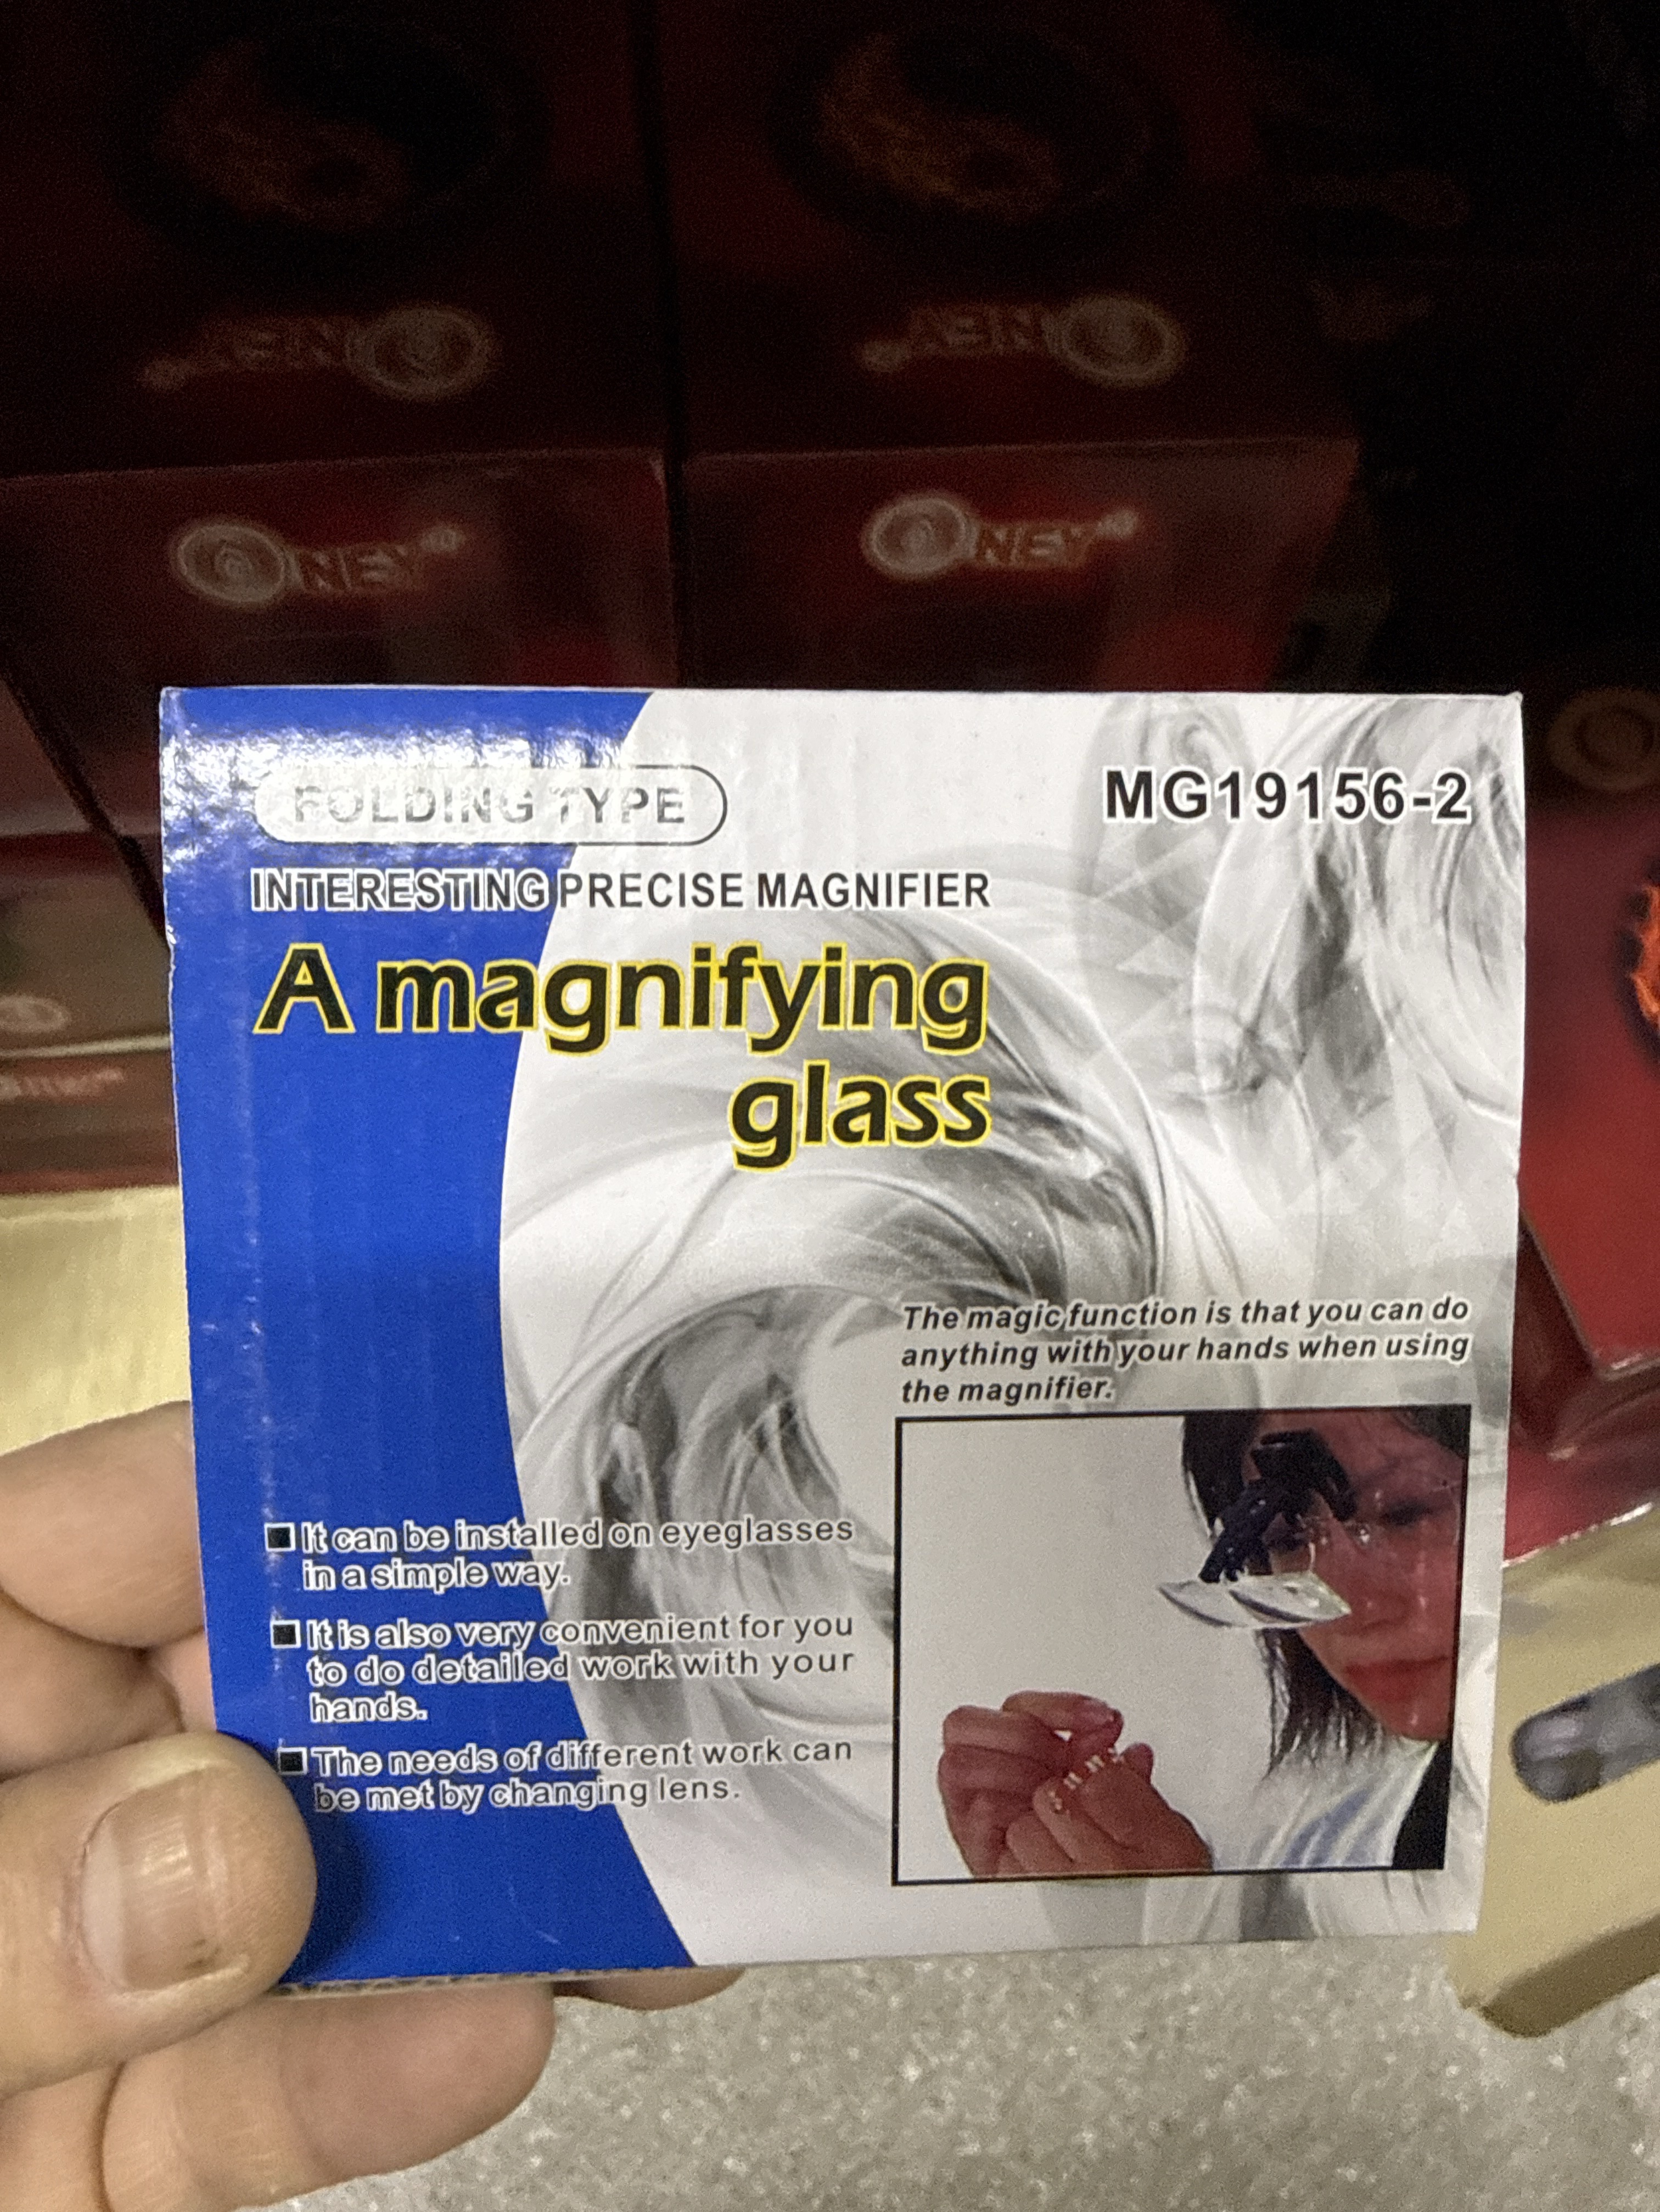 NEY
NEY
FOLDING TYPE
MG19156-2
INTERESTING PRECISE MAGNIFIER
A magnifying
glass
The magic function is that you can do
anything with your hands when using
the magnifier.
It can be installed on eyeglasses
in a simple way.
It is also very convenient for you
to do detailed work with your
hands.
The needs of different work can
be met by changing lens.